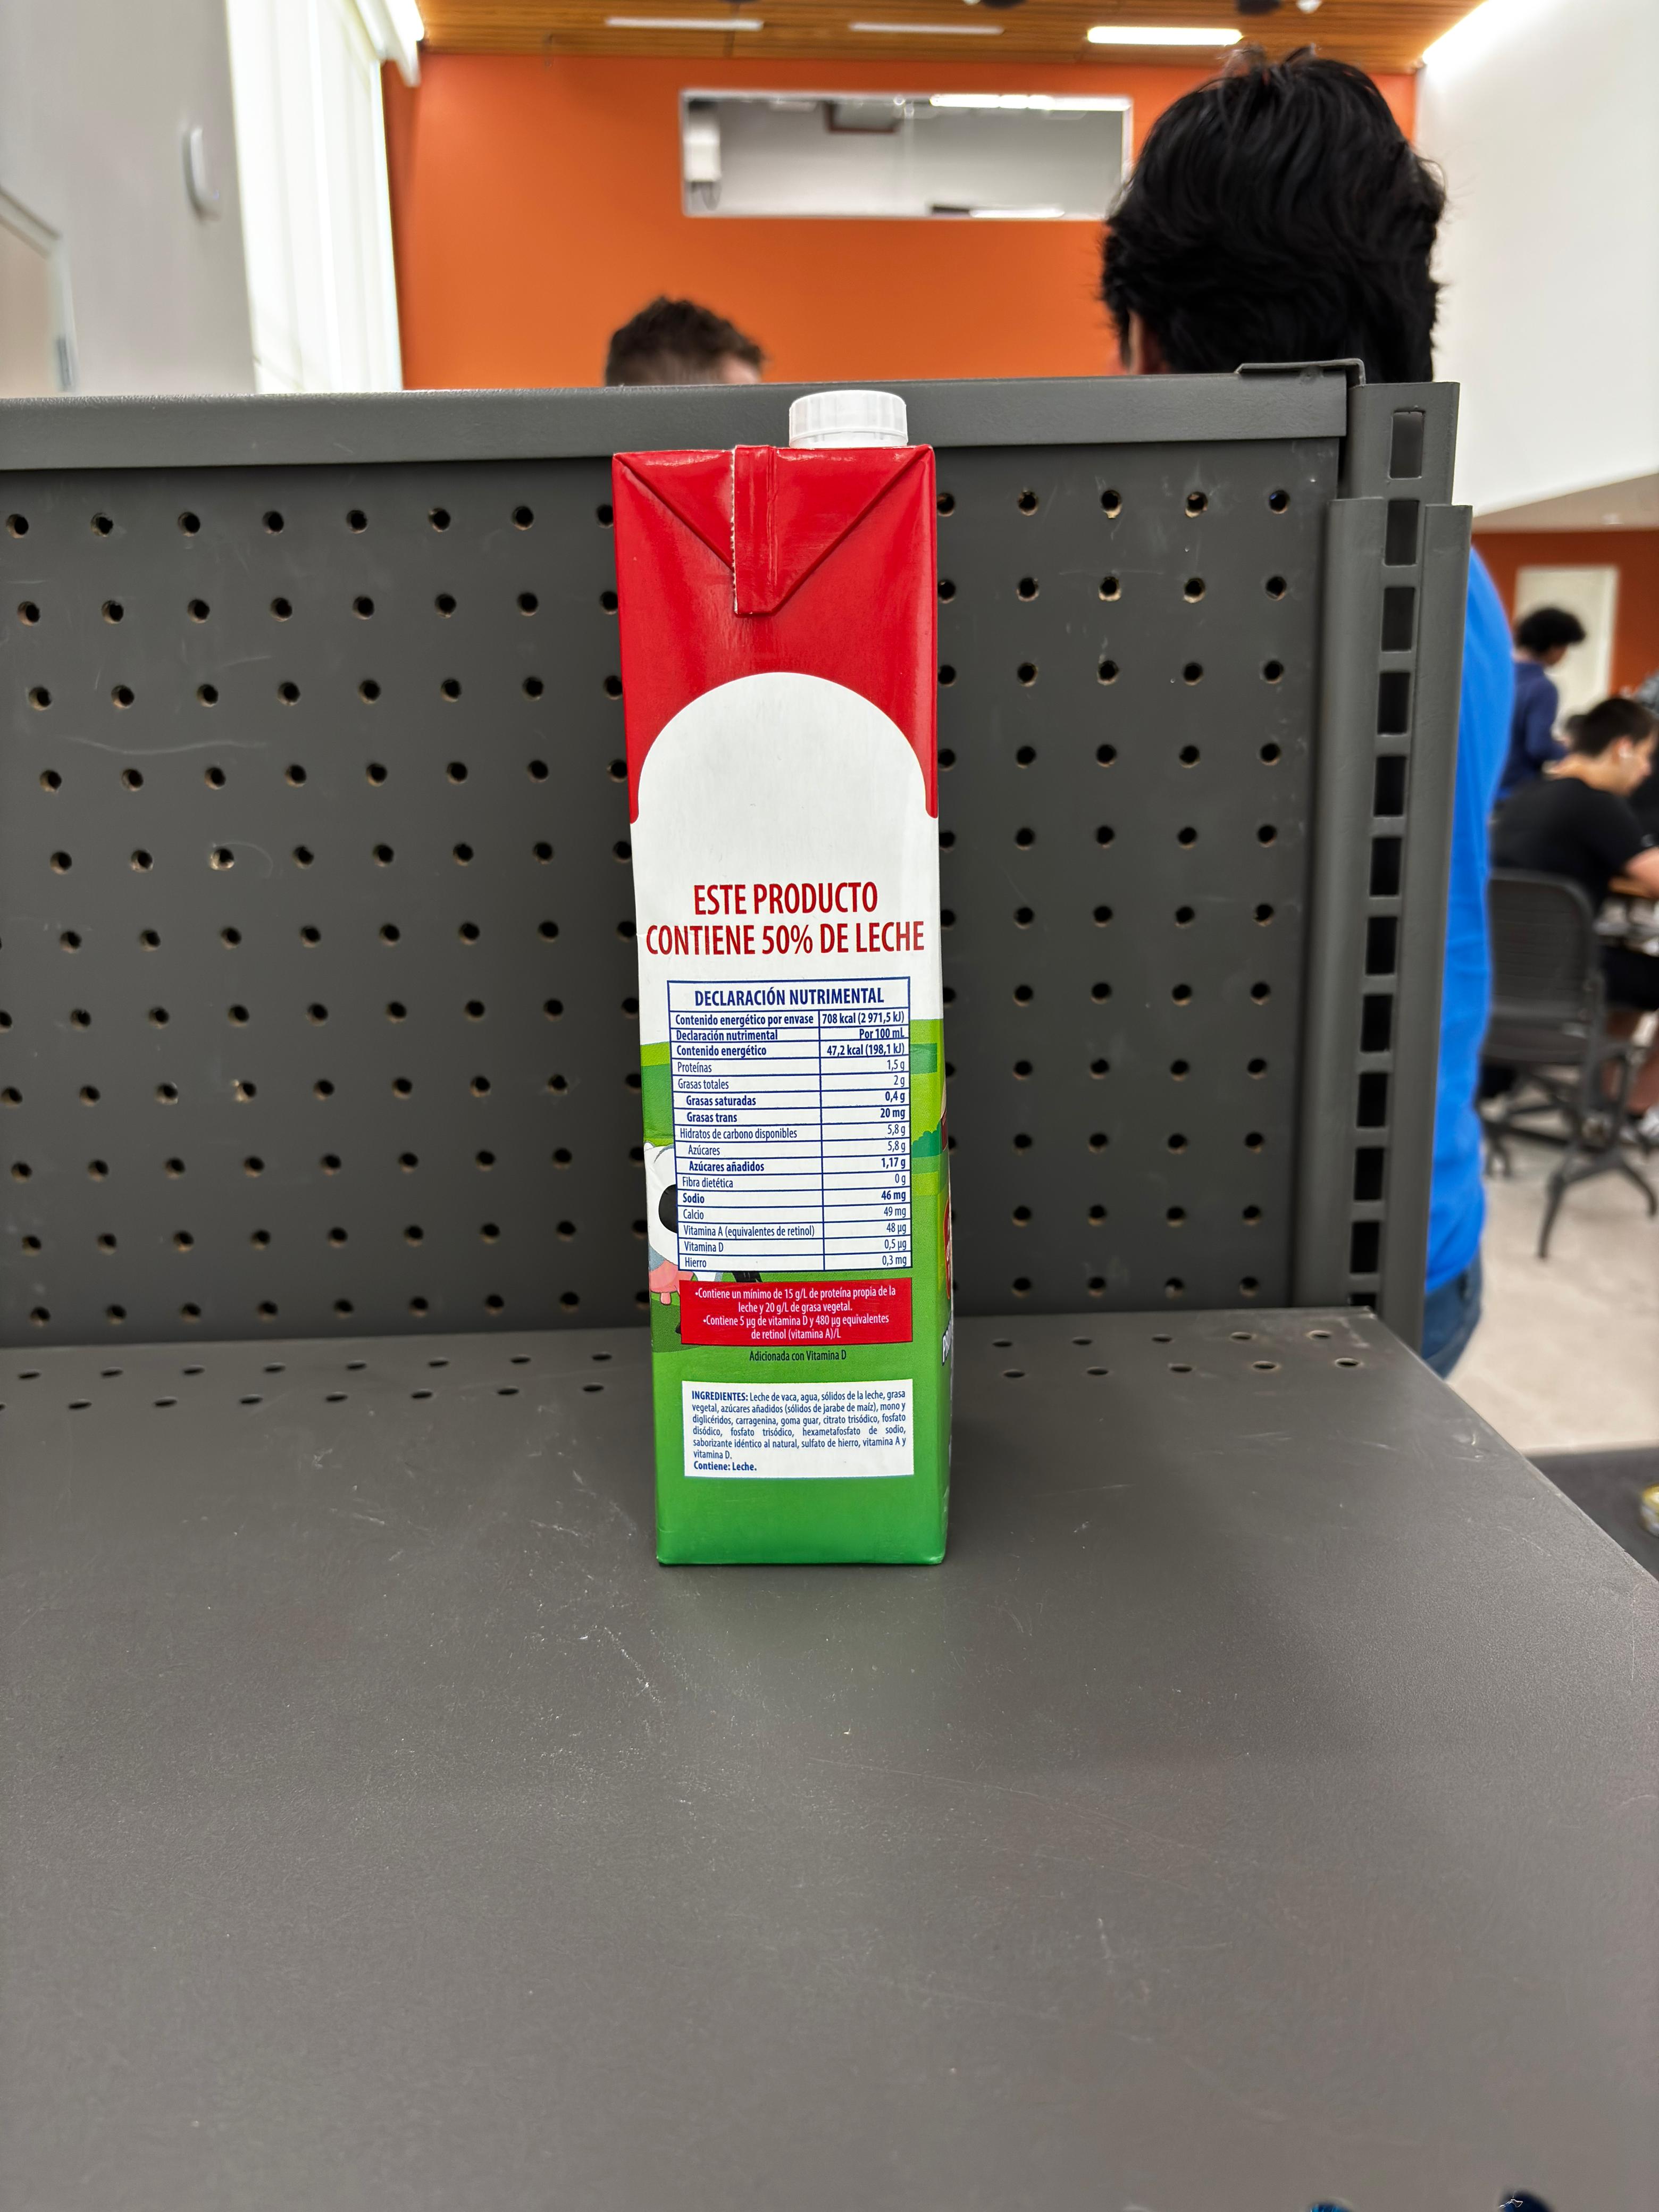 ESTE PRODUCTO
CONTIENE 50% DE LECHE
DECLARACIÓN NUTRIMENTAL
Contenido energético por envase 708 kcal (2 971,5 kJ)
Declaración nutrimental Por 100 mL
Contenido energético 47,2 kcal (198,1 kJ)
Proteínas 1,5 g
Grasas totales 2 g
Grasas saturadas 0,4 g
Grasas trans 20 mg
Hidratos de carbono disponibles 5,8 g
Azúcares 5,8 g
Azúcares añadidos 1,17 g
Fibra dietética 0 g
Sodio 46 mg
Calcio 49 mg
Vitamina A (equivalentes de retinol) 48 µg
Vitamina D 0,5 µg
Hierro 0,3 mg
•Contiene un mínimo de 15 g/L de proteína propia de la
leche y 20 g/L de grasa vegetal.
•Contiene 5 µg de vitamina D y 480 µg equivalentes
de retinol (vitamina A)/L
Adicionada con Vitamina D
INGREDIENTES: Leche de vaca, agua, sólidos de la leche, grasa
vegetal, azúcares añadidos (sólidos de jarabe de maíz), mono y
diglicéridos, carragenina, goma guar, citrato trisódico, fosfato
disódico, fosfato trisódico, hexametafosfato de sodio,
saborizante idéntico al natural, sulfato de hierro, vitamina A y
vitamina D.
Contiene: Leche.